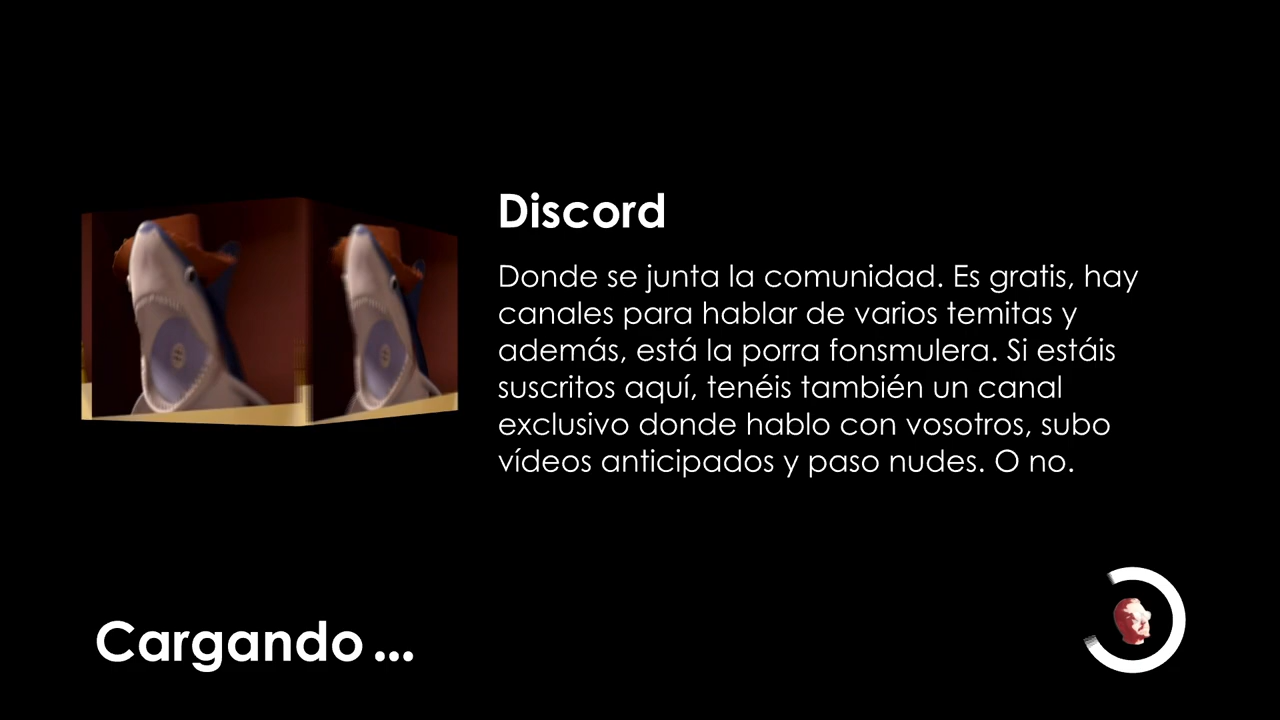 Discord
Donde se junta la comunidad. Es gratis, hay
canales para hablar de varios temitas y
además, está la porra fonsmulera. Si estáis
suscritos aquí, tenéis también un canal
exclusivo donde hablo con vosotros, subo
vídeos anticipados y paso nudes. O no.
Cargando ...